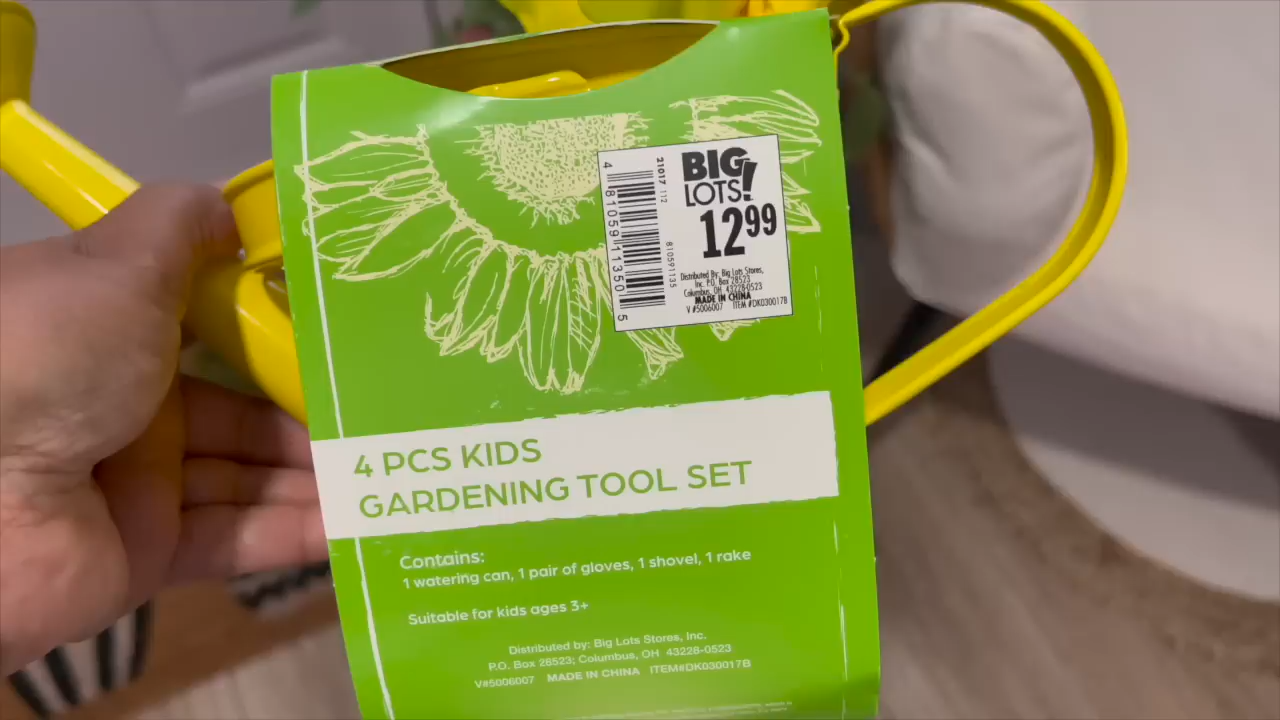 BIG
LOTS!
12⁹⁹
21017 112
4 81059 11350 5
810591135
Distributed By: Big Lots Stores,
Inc. P.O. Box 28523
Columbus, OH 43228-0523
MADE IN CHINA
V #5006007 ITEM #DK030017B
4 PCS KIDS
GARDENING TOOL SET
Contains:
1 watering can, 1 pair of gloves, 1 shovel, 1 rake
Suitable for kids ages 3+
Distributed by: Big Lots Stores, Inc.
P.O. Box 28523; Columbus, OH 43228-0523
V#5006007 MADE IN CHINA ITEM#DK030017B